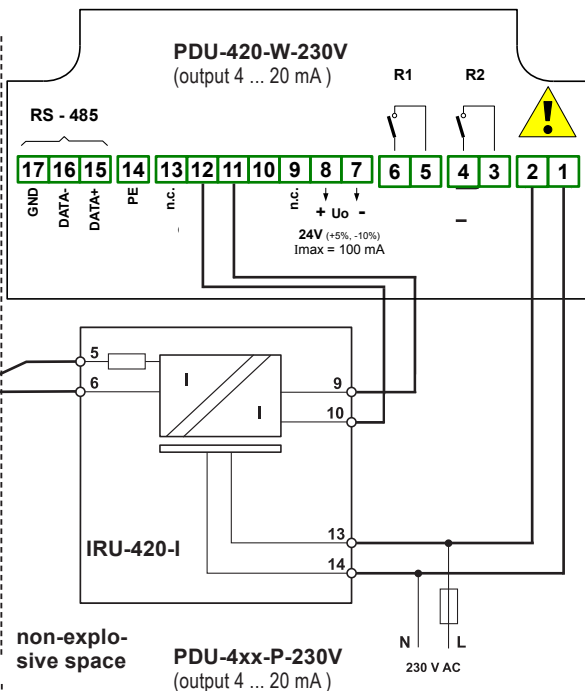 PDU-420-W-230V
(output 4 ... 20 mA )
R1 R2
RS - 485
17 16 15 14 13 12 11 10 9 8 7 6 5 4 3 2 1
GND DATA- DATA+ PE n.c. n.c.
+ Uo -
24V (+5%, -10%)
Imax = 100 mA
5
6
I
I
9
10
IRU-420-I
13
14
non-explo-
sive space
PDU-4xx-P-230V
(output 4 ... 20 mA )
N L
230 V AC